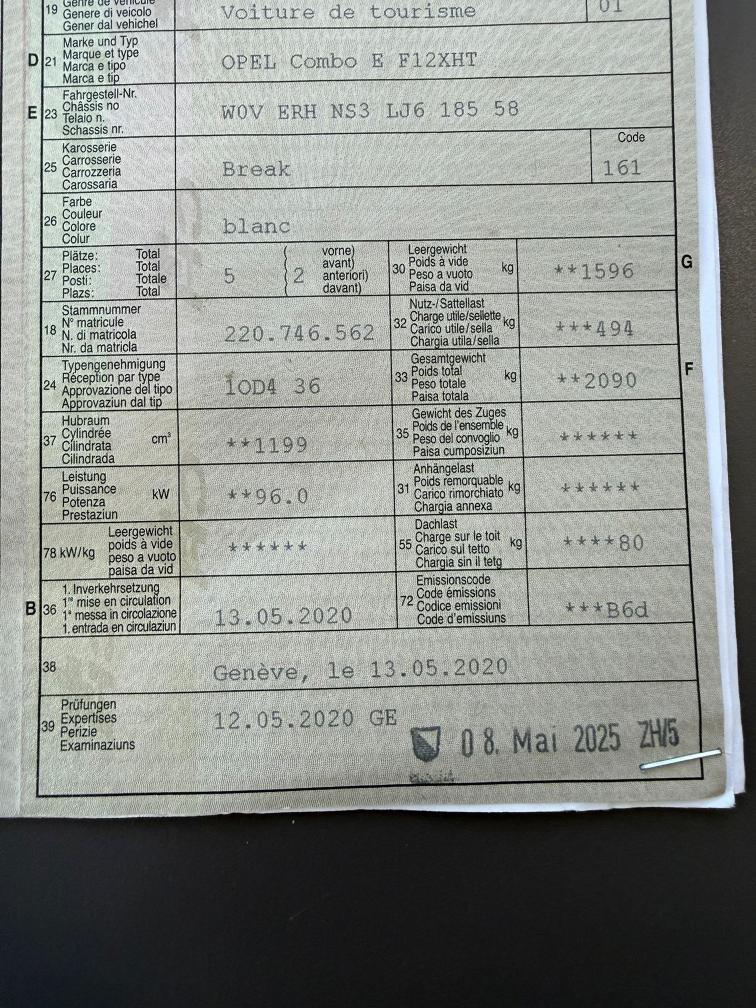 19 Genre de véhicule
Genere di veicolo
Gener dal vehichel
Voiture de tourisme
01
D 21 Marke und Typ
Marque et type
Marca e tipo
Marca e tip
OPEL Combo E F12XHT
E 23 Fahrgestell-Nr.
Châssis no
Telaio n.
Schassis nr.
W0V ERH NS3 LJ6 185 58
25 Karosserie
Carrosserie
Carrozzeria
Carossaria
Break
Code
161
26 Farbe
Couleur
Colore
Colur
blanc
27 Plätze: Total
Places: Total
Posti: Totale
Plazs: Total
5
2
vorne)
avant)
anteriori)
davant)
30 Leergewicht
Poids à vide
Peso a vuoto
Paisa da vid
kg
**1596
G
18 Stammnummer
N° matricule
N. di matricola
Nr. da matricla
220.746.562
32 Nutz-/Sattellast
Charge utile/sellette
Carico utile/sella
Chargia utila/sella
kg
***494
24 Typengenehmigung
Réception par type
Approvazione del tipo
Approvaziun dal tip
1OD4 36
33 Gesamtgewicht
Poids total
Peso totale
Paisa totala
kg
**2090
F
37 Hubraum
Cylindrée
Cilindrata
Cilindrada
cm³
**1199
35 Gewicht des Zuges
Poids de l'ensemble
Peso del convoglio
Paisa cumposiziun
kg
******
76 Leistung
Puissance
Potenza
Prestaziun
kW
**96.0
31 Anhängelast
Poids remorquable
Carico rimorchiato
Chargia annexa
kg
******
78 kW/kg
Leergewicht
poids à vide
peso a vuoto
paisa da vid
******
55 Dachlast
Charge sur le toit
Carico sul tetto
Chargia sin il tetg
kg
****80
B 36 1. Inverkehrsetzung
1re mise en circulation
1a messa in circolazione
1. entrada en circulaziun
13.05.2020
72 Emissionscode
Code émissions
Codice emissioni
Code d'emissiuns
***B6d
38
Genève, le 13.05.2020
39 Prüfungen
Expertises
Perizie
Examinaziuns
12.05.2020 GE
08. Mai 2025 ZH/5